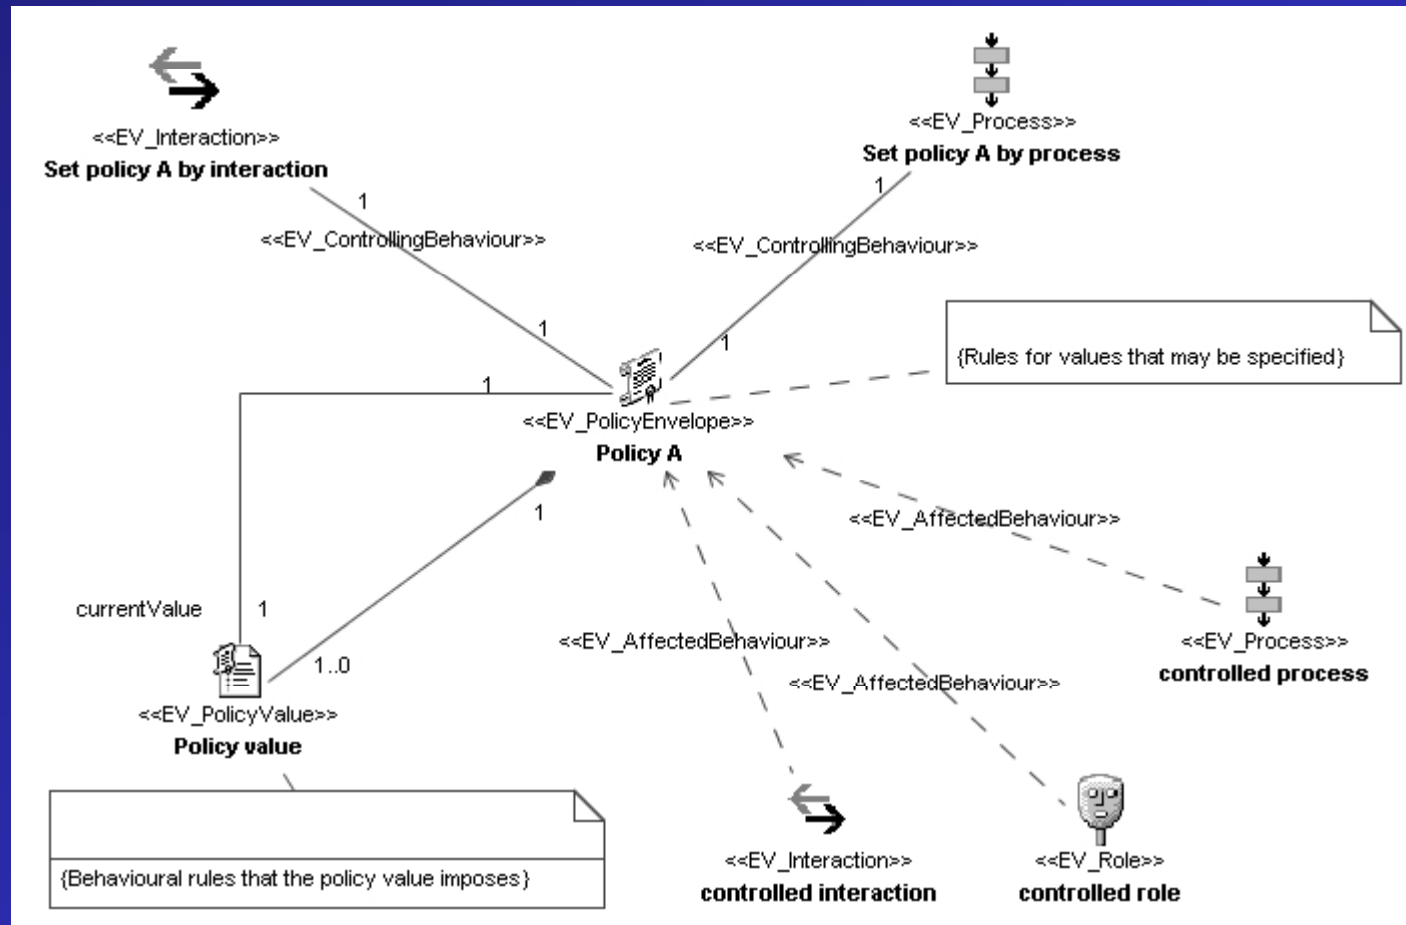 <<EV_Interaction>>
Set policy A by interaction
<<EV_Process>>
Set policy A by process
1
1
<<EV_ControllingBehaviour>>
<<EV_ControllingBehaviour>>
1
1
{Rules for values that may be specified}
1
<<EV_PolicyEnvelope>>
Policy A
1
<<EV_AffectedBehaviour>>
currentValue
1
<<EV_AffectedBehaviour>>
<<EV_Process>>
controlled process
1..0
<<EV_AffectedBehaviour>>
<<EV_PolicyValue>>
Policy value
{Behavioural rules that the policy value imposes}
<<EV_Interaction>>
controlled interaction
<<EV_Role>>
controlled role